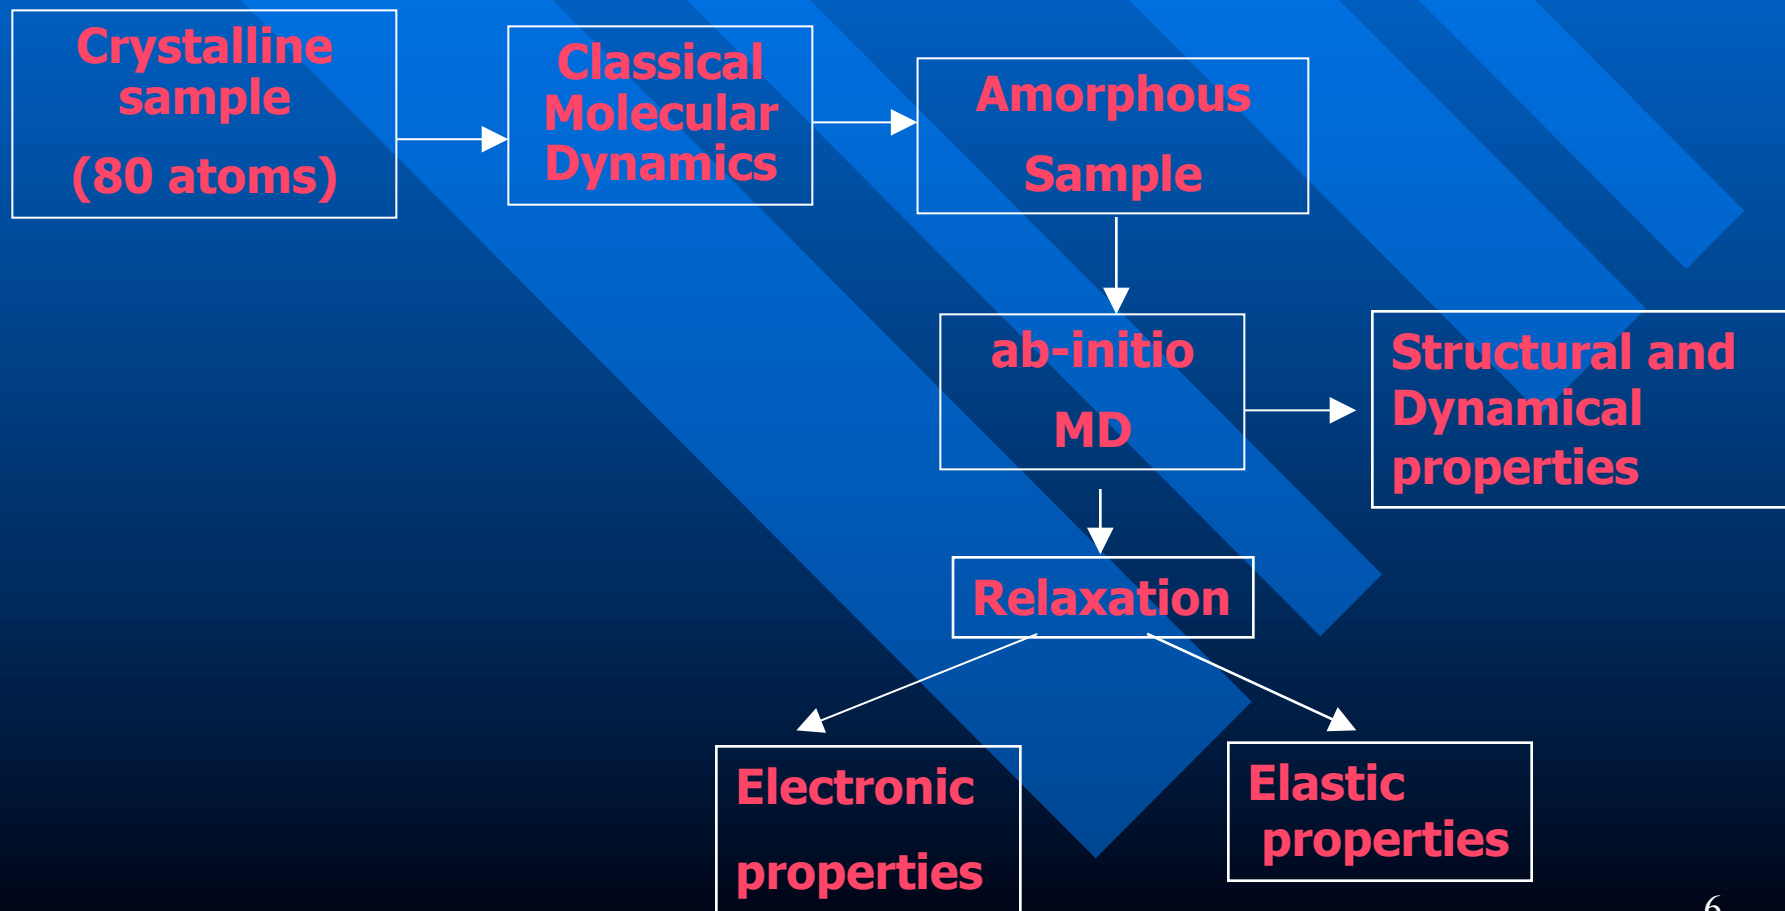 Crystalline
sample
(80 atoms)
Classical
Molecular
Dynamics
Amorphous
Sample
ab-initio
MD
Structural and
Dynamical
properties
Relaxation
Electronic
properties
Elastic
properties
6